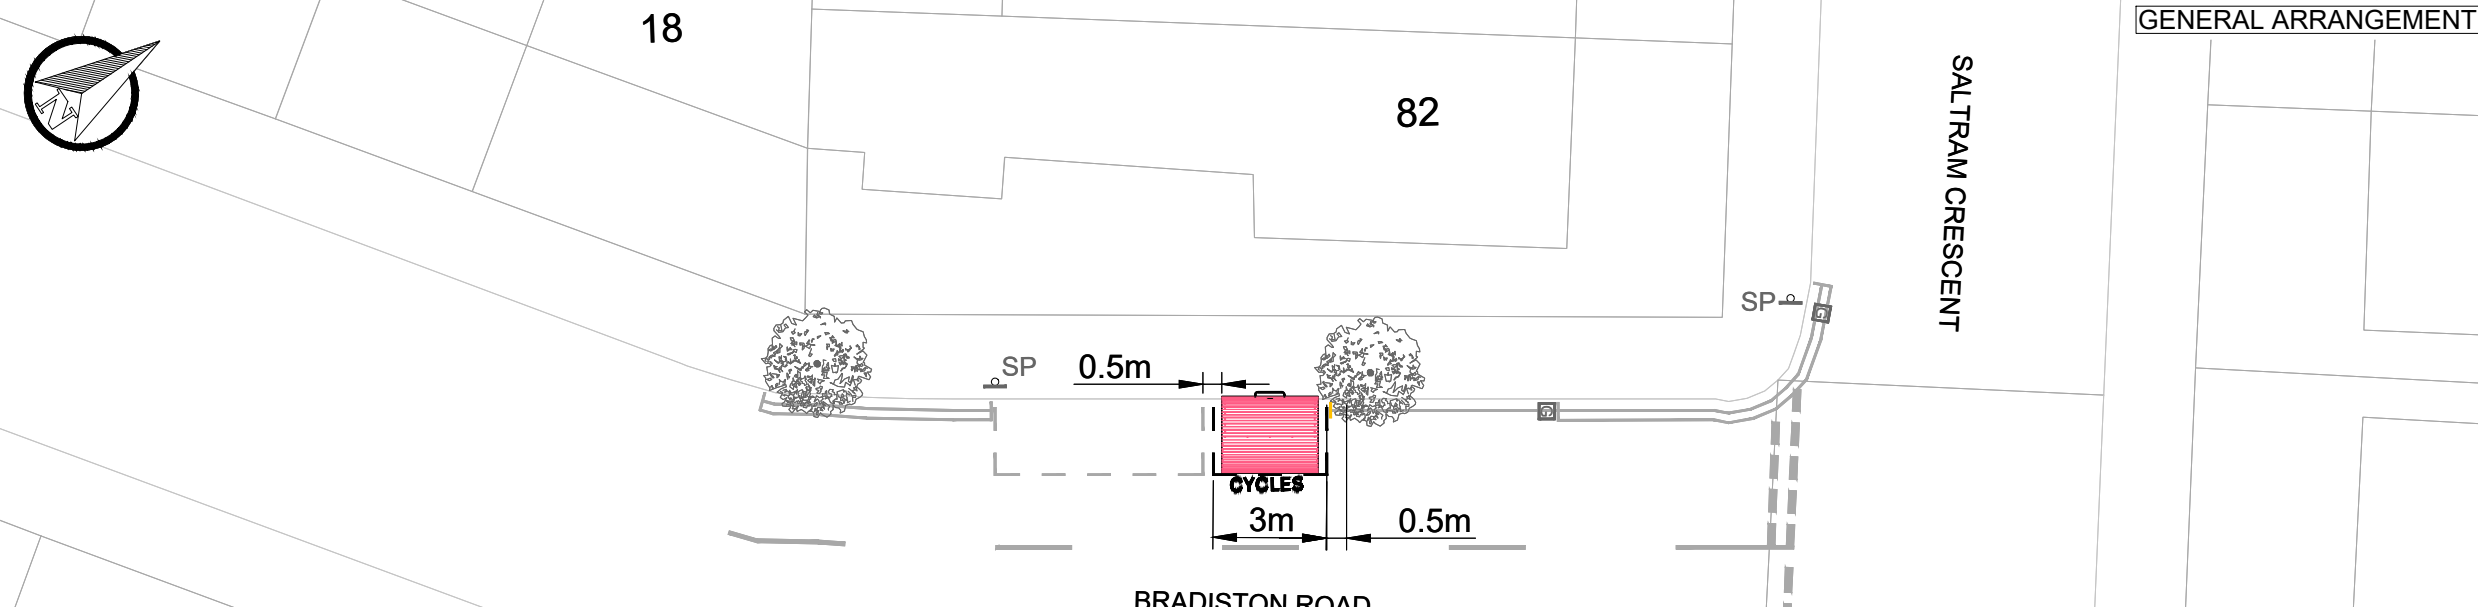 18
GENERAL ARRANGEMENT
N
82
SALTRAM CRESCENT
SP
G
SP
0.5m
G
CYCLES
3m
0.5m
BRADISTON ROAD